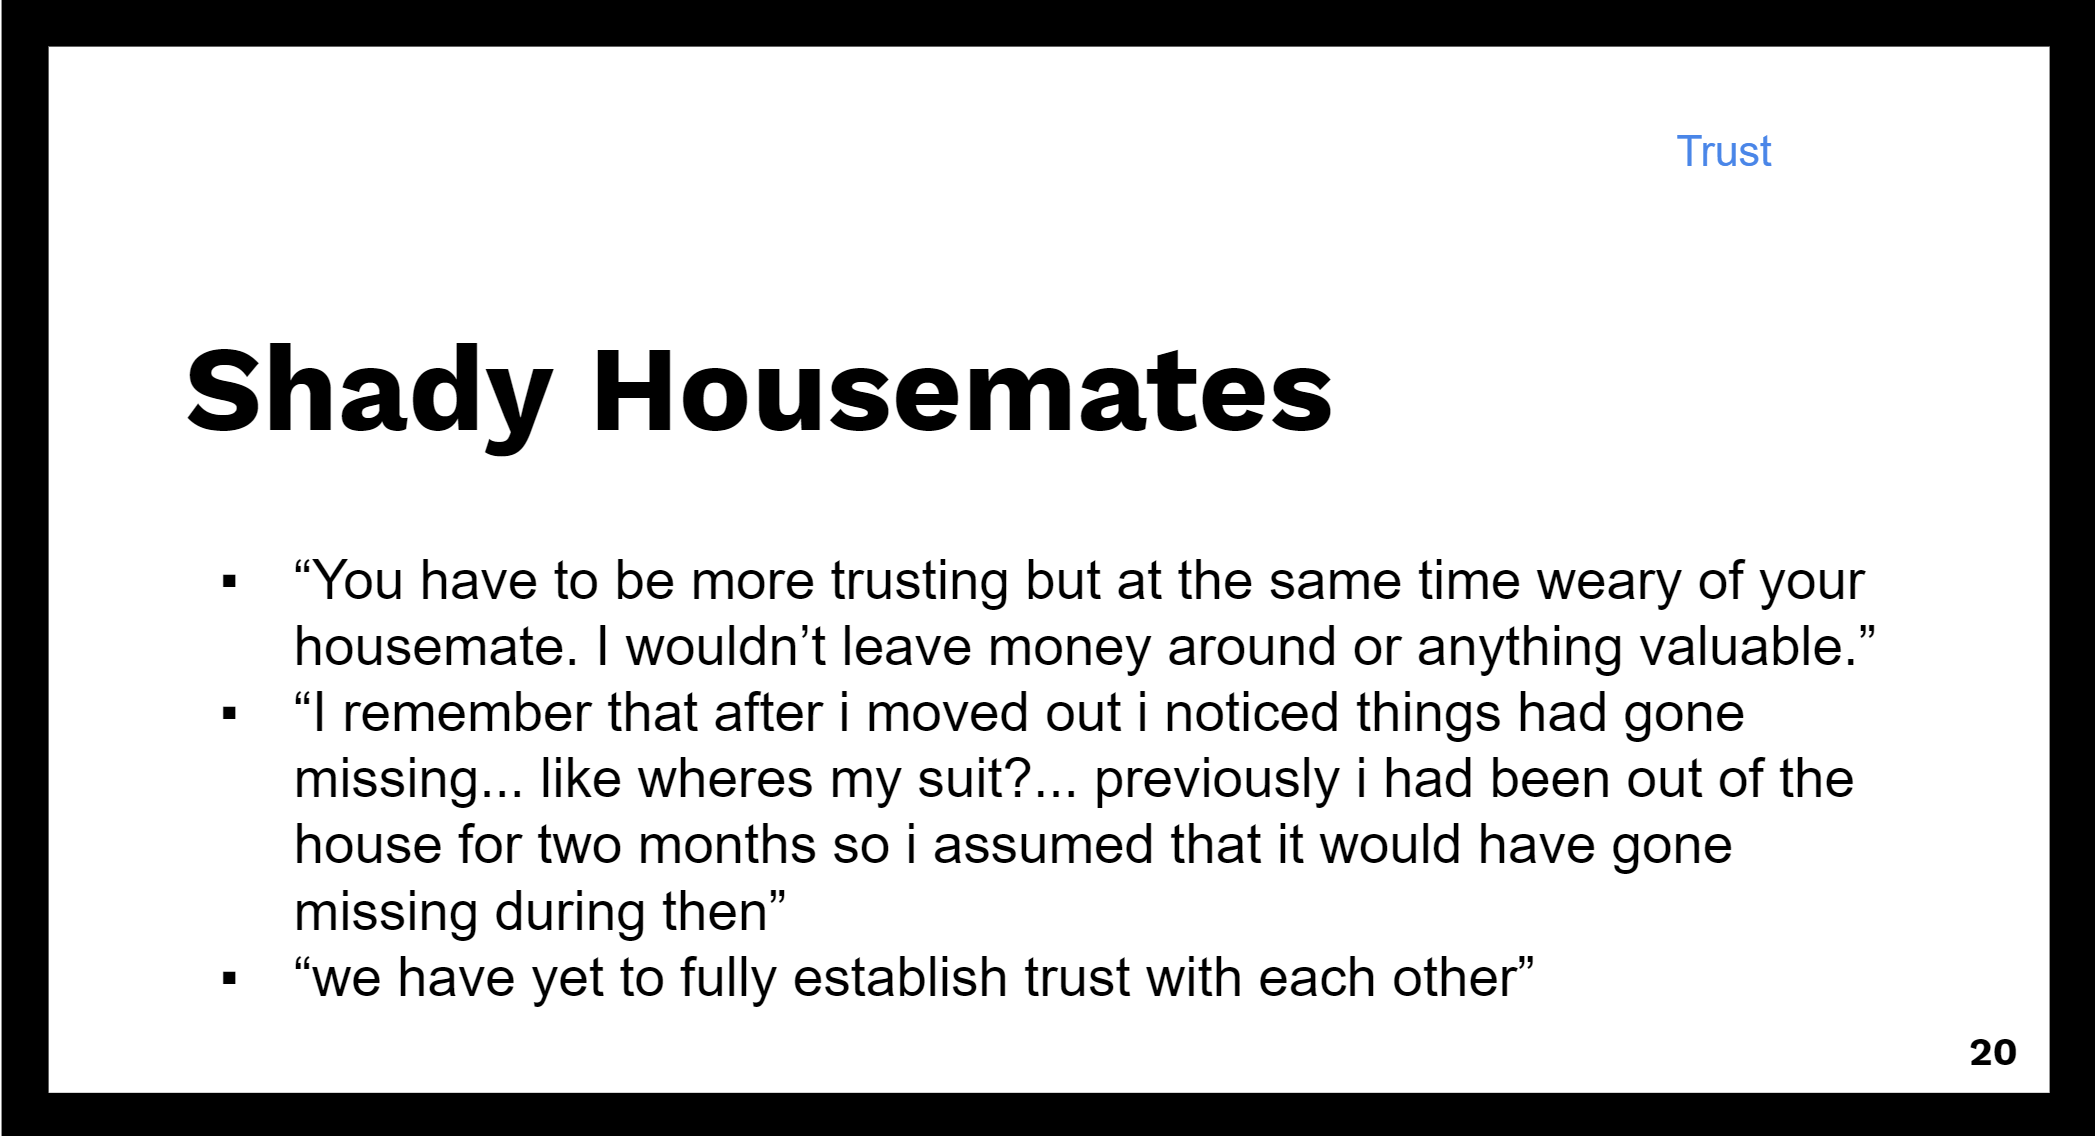 Trust
Shady Housemates
▪ “You have to be more trusting but at the same time weary of your
housemate. I wouldn’t leave money around or anything valuable.”
▪ “I remember that after i moved out i noticed things had gone
missing... like wheres my suit?... previously i had been out of the
house for two months so i assumed that it would have gone
missing during then”
▪ “we have yet to fully establish trust with each other”
20